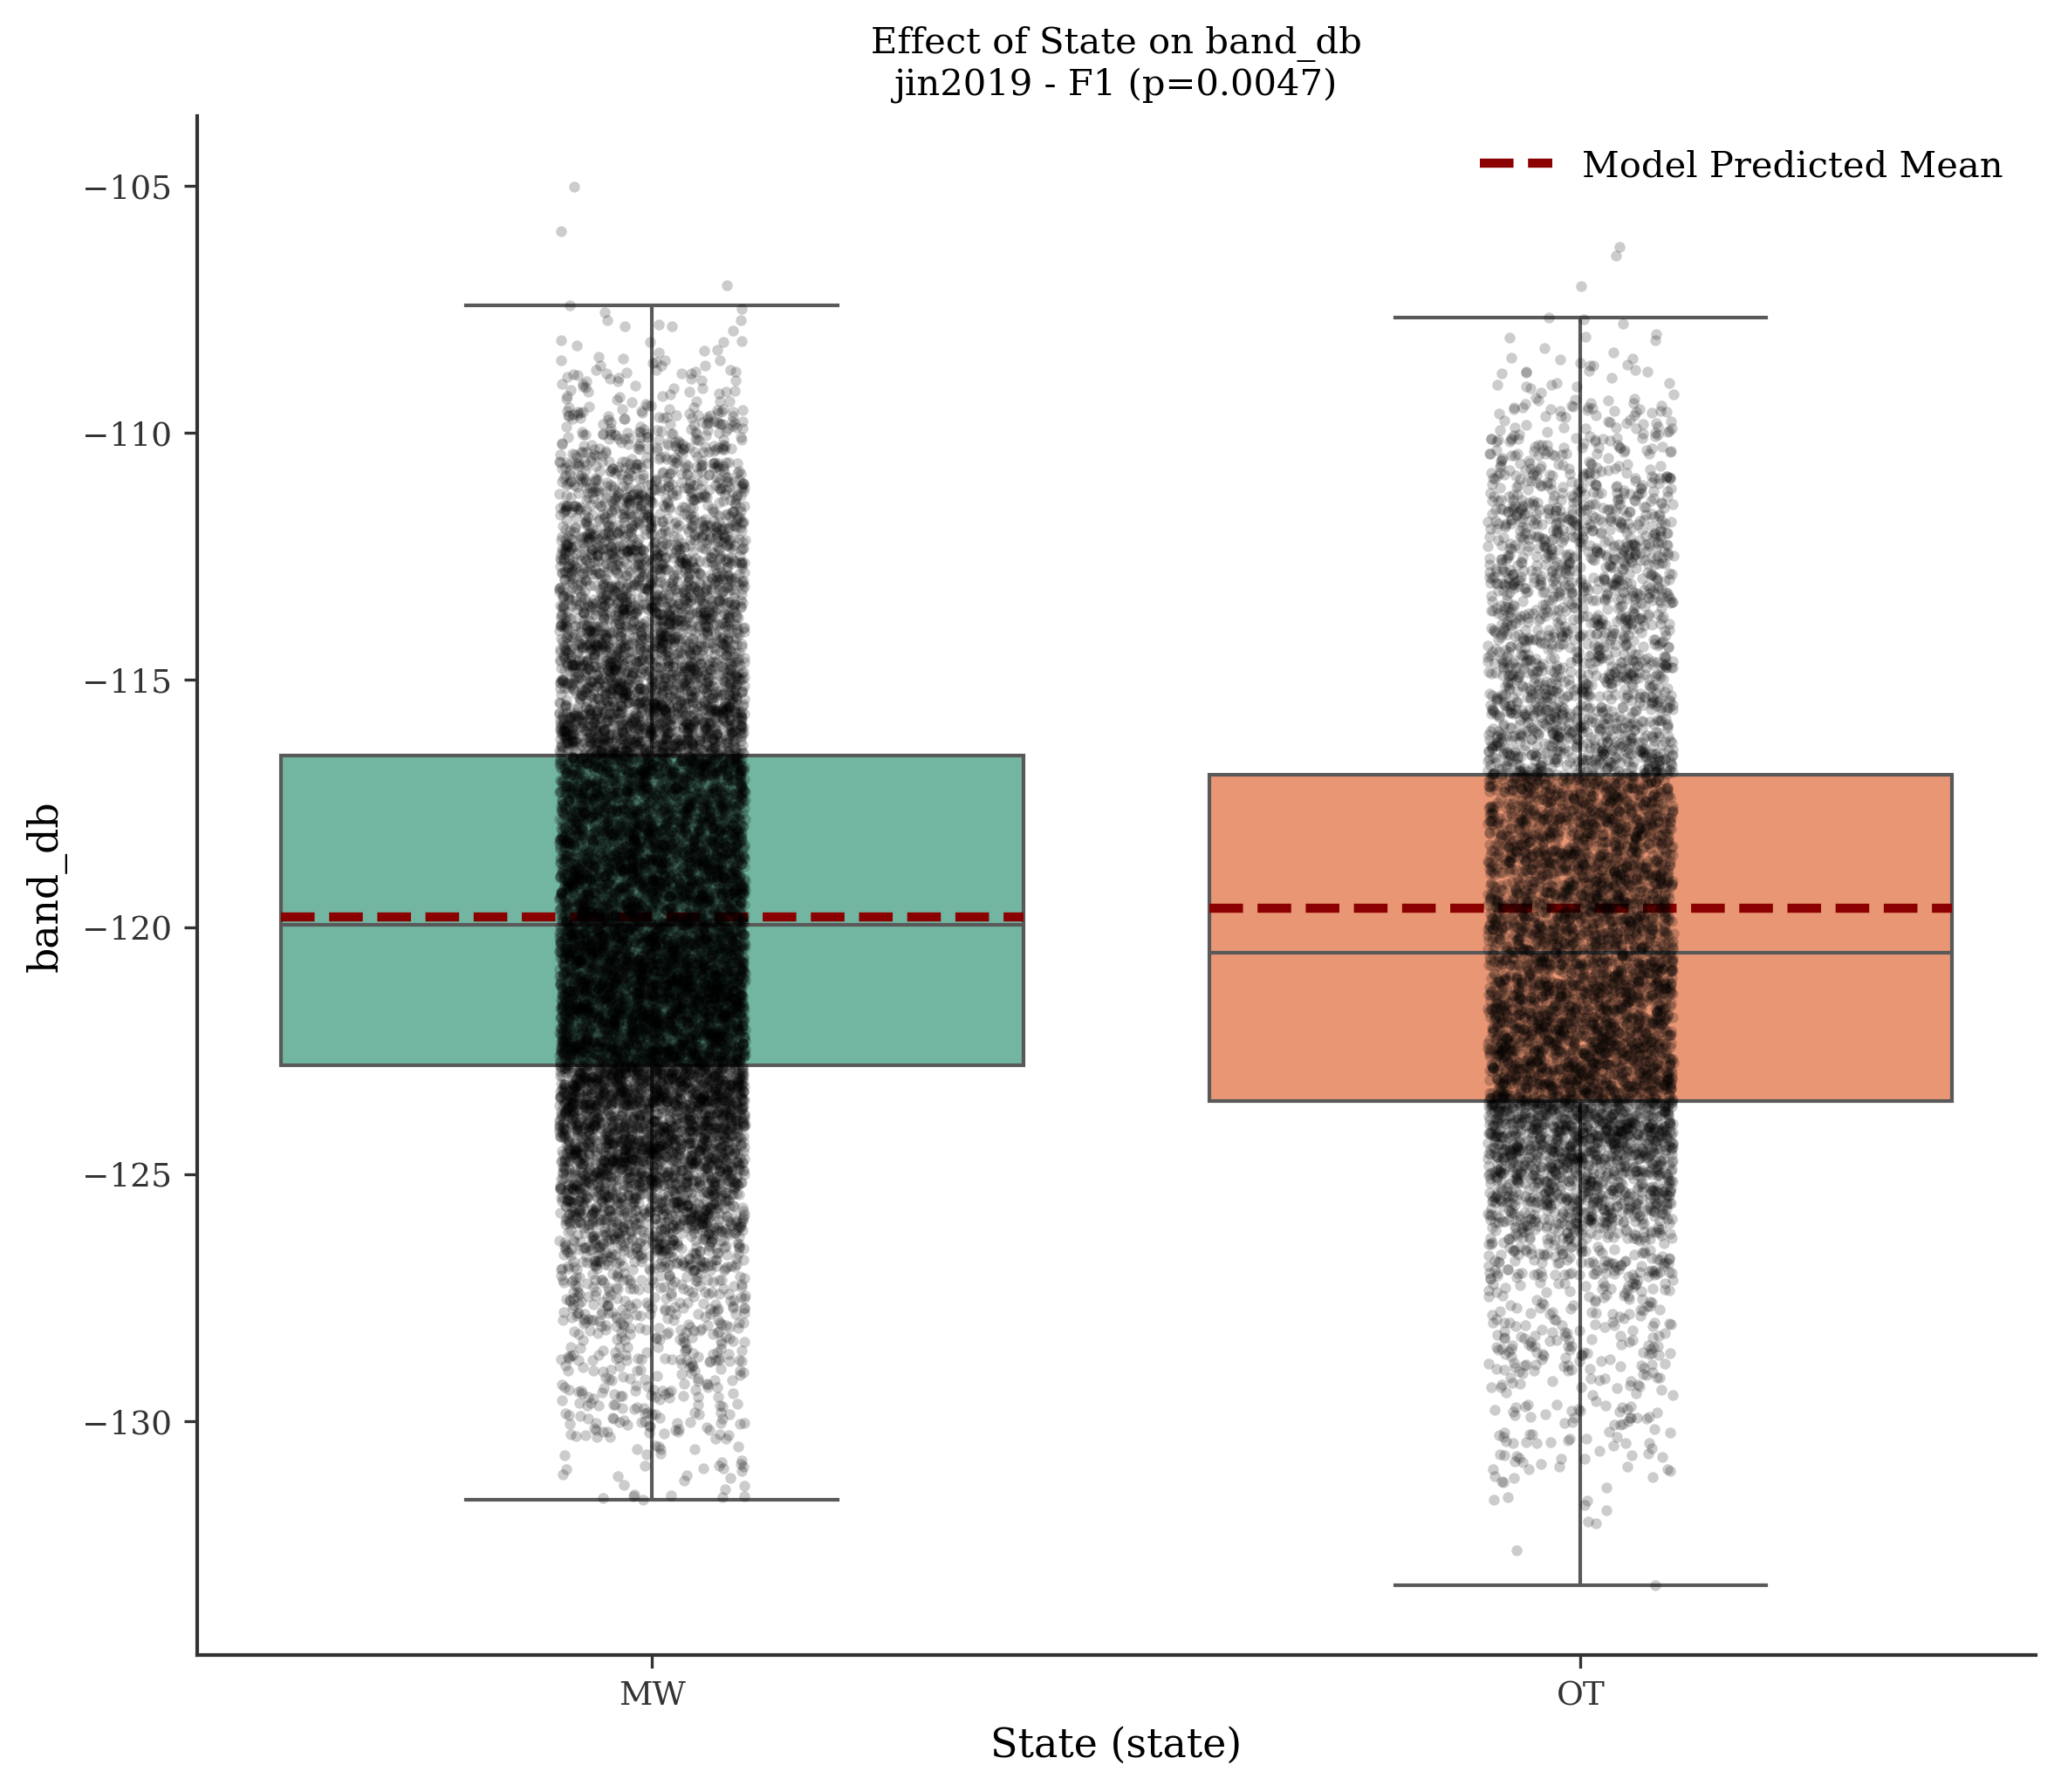 Effect of State on band_db
jin2019 - F1 (p=0.0047)
Model Predicted Mean
−105
−110
−115
−120
−125
−130
band_db
MW
OT
State (state)